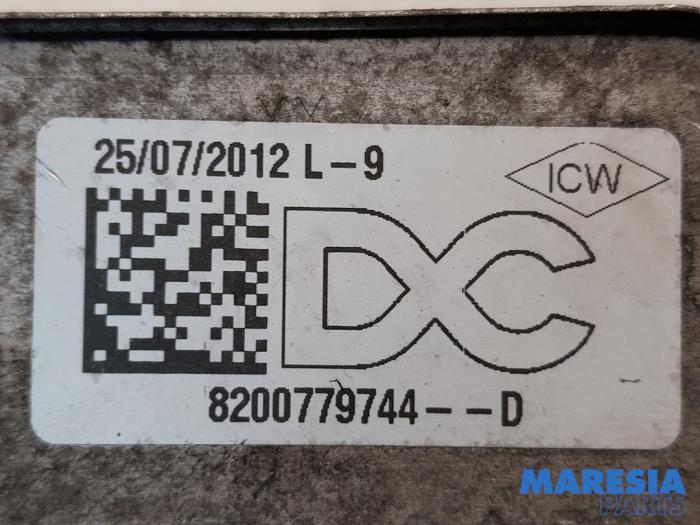 25/07/2012 L-9
ICW
DC
8200779744--D
MARESIA
PARTS